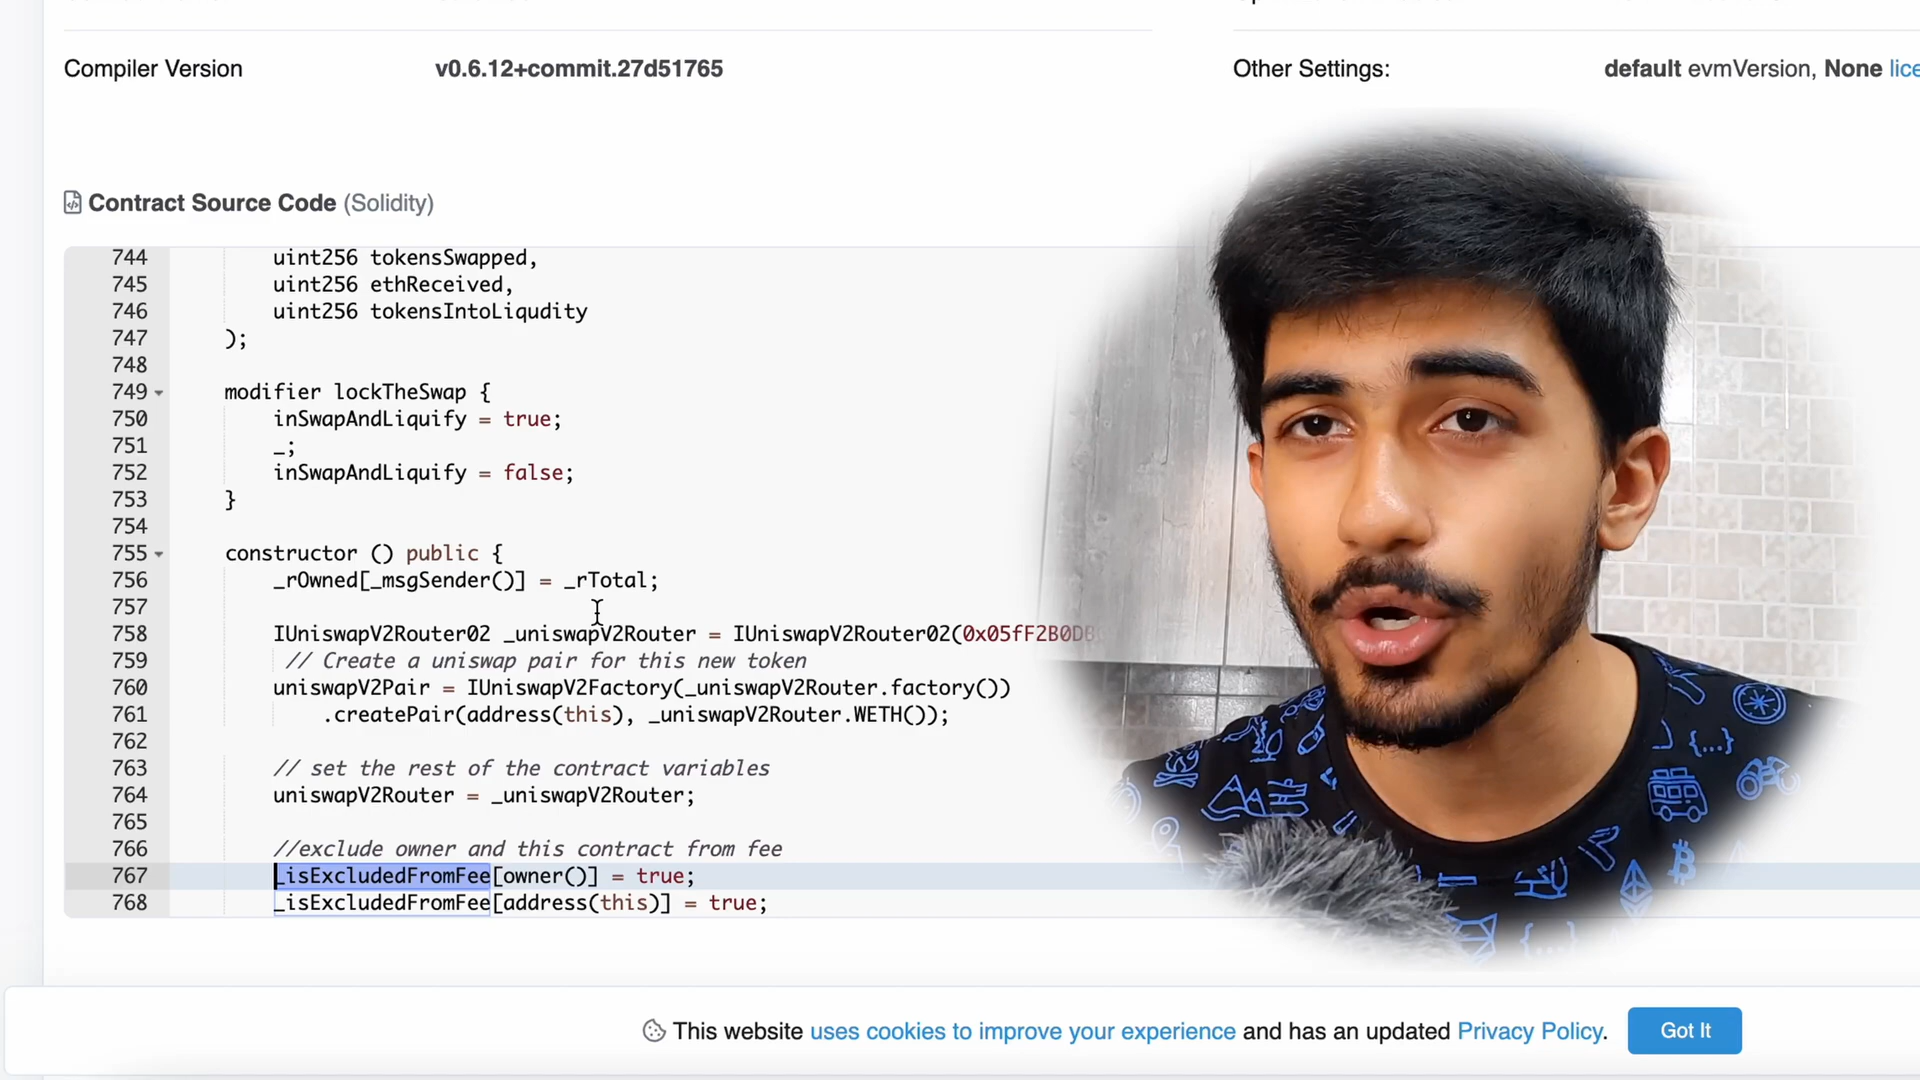 Compiler Version
v0.6.12+commit.27d51765
Other Settings:
default evmVersion, None
Contract Source Code (Solidity)
744 uint256 tokensSwapped,
745 uint256 ethReceived,
746 uint256 tokensIntoLiqudity
747 );
748
749 modifier lockTheSwap {
750 inSwapAndLiquify = true;
751 _;
752 inSwapAndLiquify = false;
753 }
754
755 constructor () public {
756 _rOwned[_msgSender()] = _rTotal;
757
758 IUniswapV2Router02 _uniswapV2Router = IUniswapV2Router02(0x05fF2B0DB
759 // Create a uniswap pair for this new token
760 uniswapV2Pair = IUniswapV2Factory(_uniswapV2Router.factory())
761 .createPair(address(this), _uniswapV2Router.WETH());
762
763 // set the rest of the contract variables
764 uniswapV2Router = _uniswapV2Router;
765
766 //exclude owner and this contract from fee
767 _isExcludedFromFee[owner()] = true;
768 _isExcludedFromFee[address(this)] = true;
{...}
This website uses cookies to improve your experience and has an updated Privacy Policy.
Got It